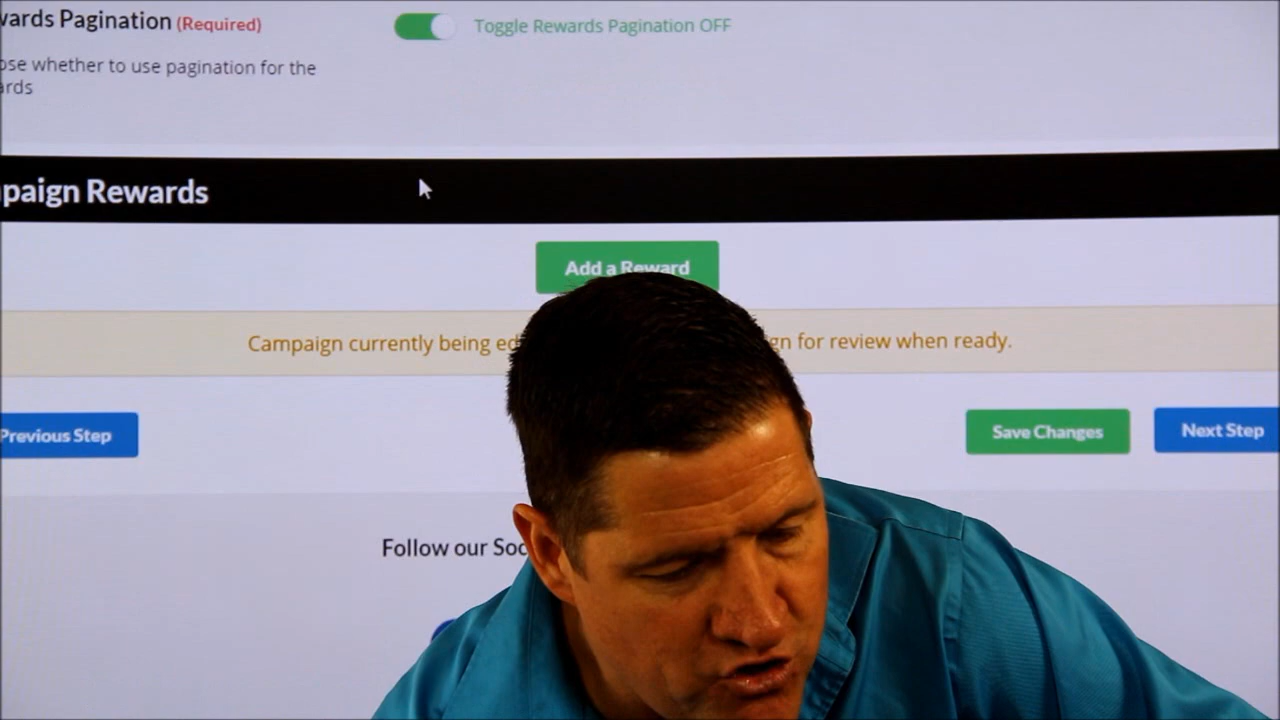 wards Pagination (Required)
Toggle Rewards Pagination OFF
ose whether to use pagination for the
ards
paign Rewards
Add a Reward
Campaign currently being ed
gn for review when ready.
Previous Step
Save Changes
Next Step
Follow our Soc